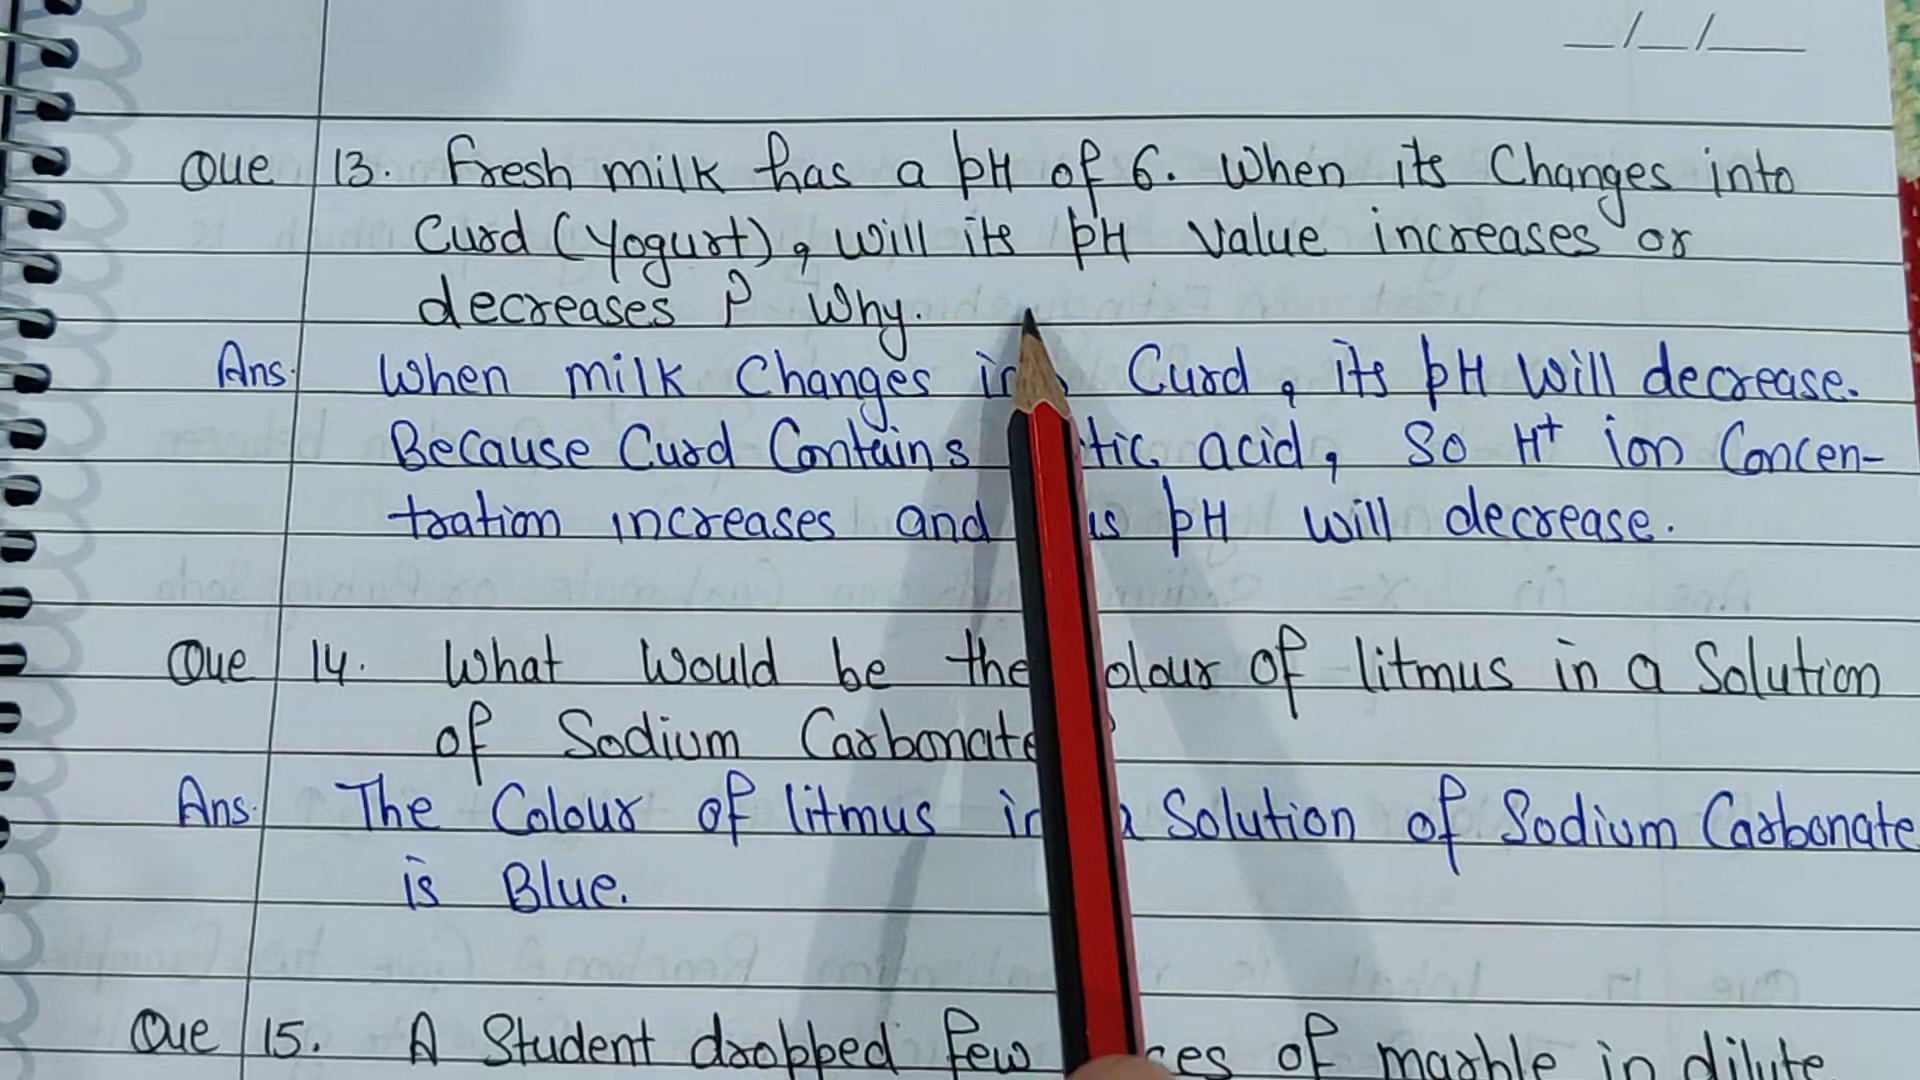 Que 13. Fresh milk has a pH of 6. When its Changes into
Curd (Yogurt), will its pH Value increases or
decreases ? Why.
Ans. When milk Changes in Curd, its pH will decrease.
Because Curd Contains acid, So H+ ion Concen-
tration increases and pH will decrease.
Que 14. What would be the colour of litmus in a Solution
of Sodium Carbonate
Ans. The Colour of litmus in a Solution of Sodium Carbonate
is Blue.
Que 15. A Student dropped few of marble in dilute